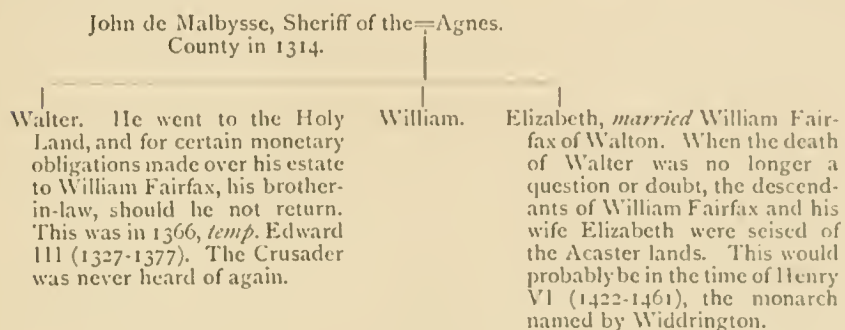 John de Malbysse, Sheriff of the=Agnes.
County in 1314.
Walter. He went to the Holy
Land, and for certain monetary
obligations made over his estate
to William Fairfax, his brother-
in-law, should he not return.
This was in 1366, temp. Edward
III (1327-1377). The Crusader
was never heard of again.
William.
Elizabeth, married William Fair-
fax of Walton. When the death
of Walter was no longer a
question or doubt, the descend-
ants of William Fairfax and his
wife Elizabeth were seised of
the Acaster lands. This would
probably be in the time of Henry
VI (1422-1461), the monarch
named by Widdrington.